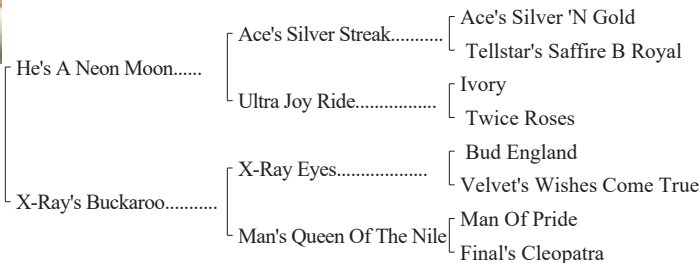 Ace's Silver 'N Gold
Ace's Silver Streak...........
Tellstar's Saffire B Royal
He's A Neon Moon......
Ivory
Ultra Joy Ride.................
Twice Roses
Bud England
X-Ray Eyes...................
Velvet's Wishes Come True
X-Ray's Buckaroo...........
Man Of Pride
Man's Queen Of The Nile
Final's Cleopatra